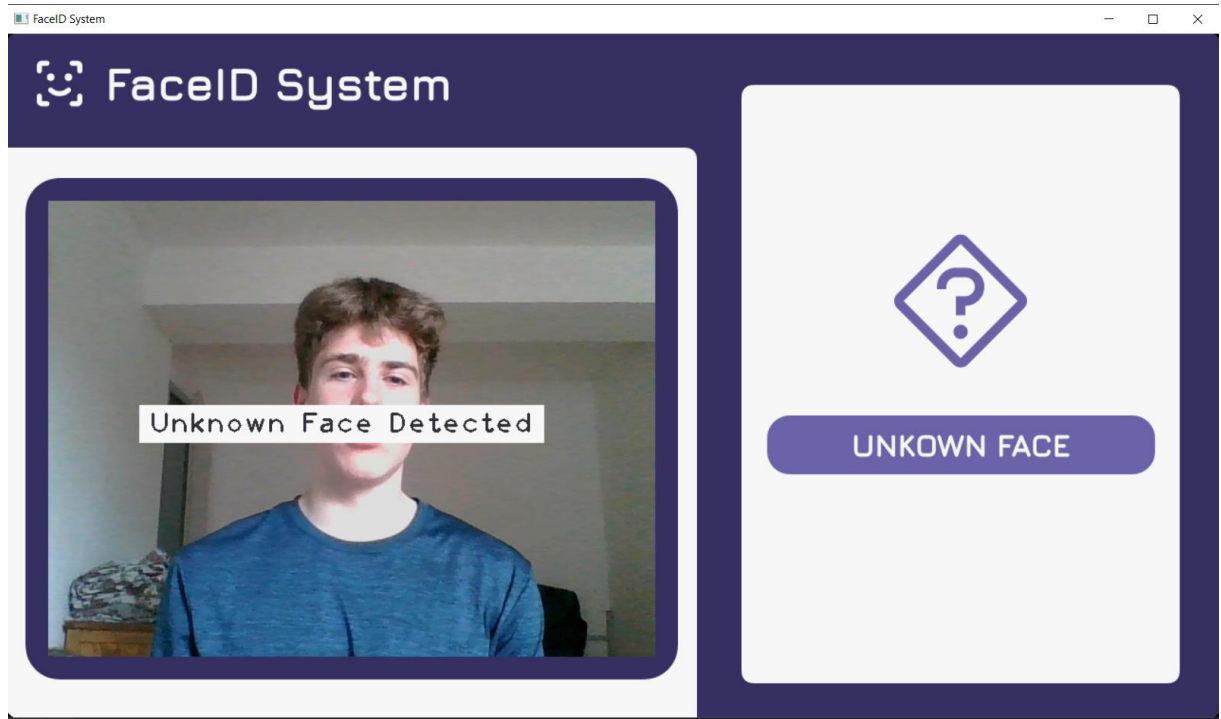 FaceID System
FaceID System
Unknown Face Detected
?
UNKOWN FACE